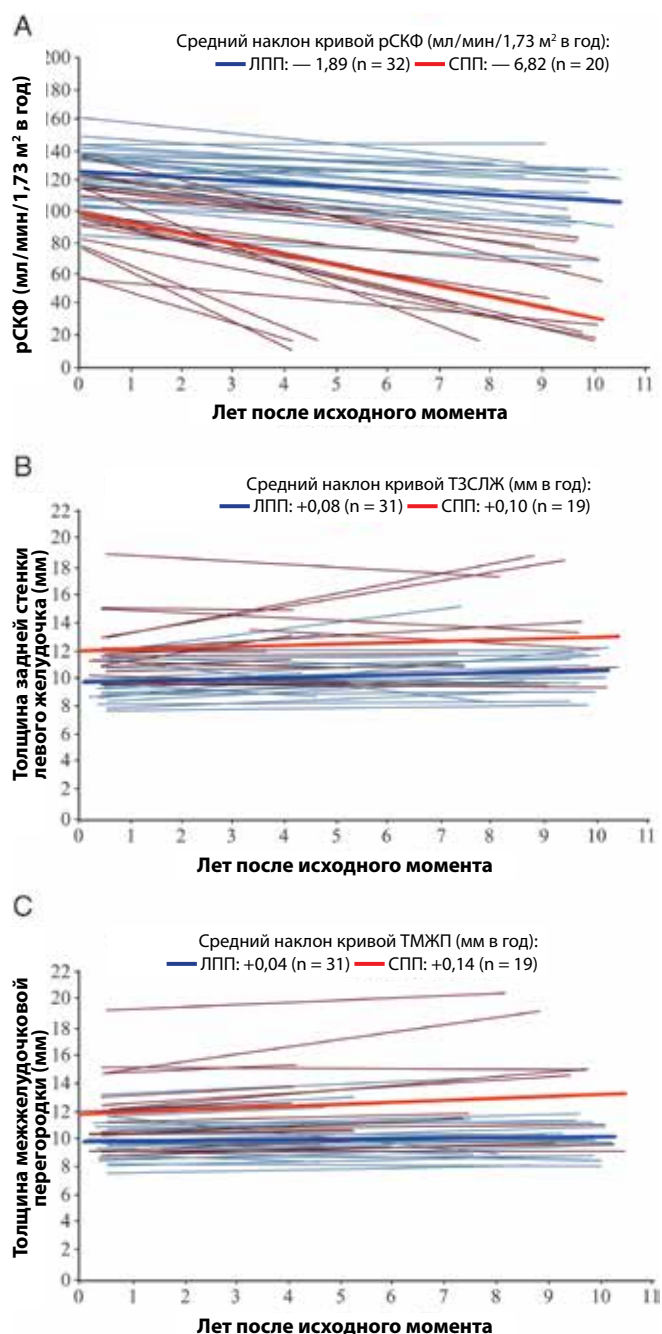 A
Средний наклон кривой рСКФ (мл/мин/1,73 м² в год):
ЛПП: — 1,89 (n = 32) СПП: — 6,82 (n = 20)
рСКФ (мл/мин/1,73 м² в год)
200
180
160
140
120
100
80
60
40
20
0
0 1 2 3 4 5 6 7 8 9 10 11
Лет после исходного момента
B
Средний наклон кривой ТЗСЛЖ (мм в год):
ЛПП: +0,08 (n = 31) СПП: +0,10 (n = 19)
Толщина задней стенки
левого желудочка (мм)
22
20
18
16
14
12
10
8
6
4
2
0
0 1 2 3 4 5 6 7 8 9 10 11
Лет после исходного момента
C
Средний наклон кривой ТМЖП (мм в год):
ЛПП: +0,04 (n = 31) СПП: +0,14 (n = 19)
Толщина межжелудочковой
перегородки (мм)
22
20
18
16
14
12
10
8
6
4
2
0
0 1 2 3 4 5 6 7 8 9 10 11
Лет после исходного момента